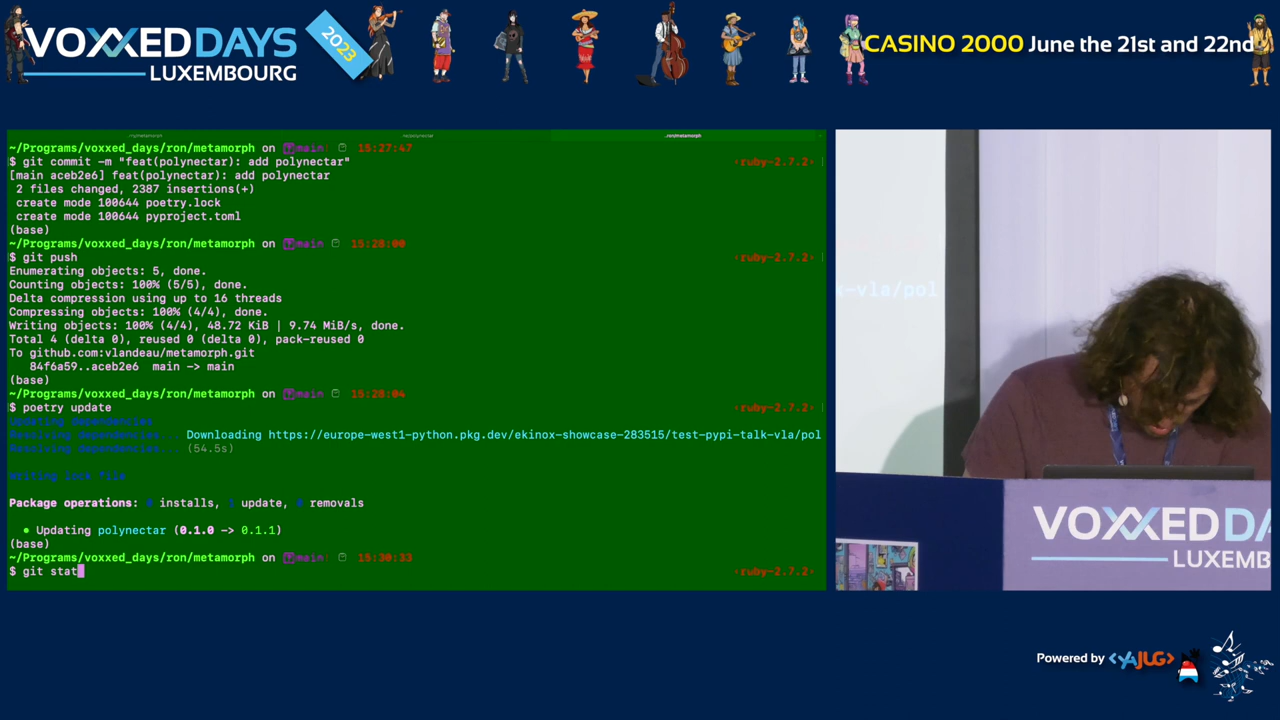 VOXXED DAYS
LUXEMBOURG
2023
CASINO 2000 June the 21st and 22nd
../my/metamorph
..ron/metamorph
~/Programs/voxxed_days/ron/metamorph on main! 15:27:47
$ git commit -m "feat(polynectar): add polynectar" <ruby-2.7.2>
[main aceb2e6] feat(polynectar): add polynectar
2 files changed, 2387 insertions(+)
create mode 100644 poetry.lock
create mode 100644 pyproject.toml
(base)
~/Programs/voxxed_days/ron/metamorph on main 15:28:00
$ git push <ruby-2.7.2>
Enumerating objects: 5, done.
Counting objects: 100% (5/5), done.
Delta compression using up to 16 threads
Compressing objects: 100% (4/4), done.
Writing objects: 100% (4/4), 48.72 KiB | 9.74 MiB/s, done.
Total 4 (delta 0), reused 0 (delta 0), pack-reused 0
To github.com:vlandeau/metamorph.git
84f6a59..aceb2e6 main -> main
(base)
~/Programs/voxxed_days/ron/metamorph on main 15:28:04
$ poetry update <ruby-2.7.2>
Updating dependencies
Resolving dependencies... Downloading https://europe-west1-python.pkg.dev/ekinox-showcase-283515/test-pypi-talk-vla/pol
Resolving dependencies... (54.5s)
Writing lock file
Package operations: 0 installs, 1 update, 0 removals
• Updating polynectar (0.1.0 -> 0.1.1)
(base)
~/Programs/voxxed_days/ron/metamorph on main! 15:30:33
$ git stat <ruby-2.7.2>
-vla/pol
VOXXED DA
LUXEMB
Powered by <YAJUG>